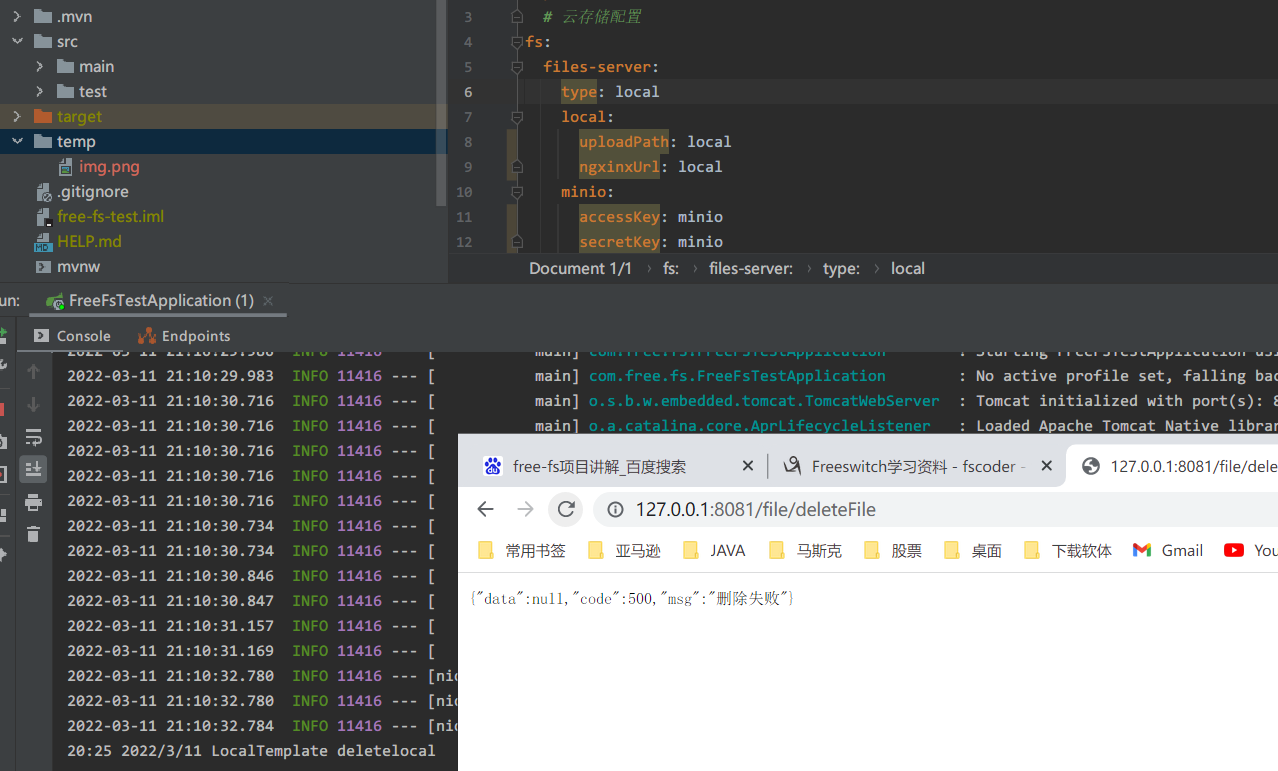 .mvn
src
main
test
target
temp
img.png
.gitignore
free-fs-test.iml
HELP.md
mvnw
3 # 云存储配置
4 fs:
5 files-server:
6 type: local
7 local:
8 uploadPath: local
9 ngxinxUrl: local
10 minio:
11 accessKey: minio
12 secretKey: minio
Document 1/1 › fs: › files-server: › type: › local
un: FreeFsTestApplication (1)
Console Endpoints
2022-03-11 21:10:29.980 INFO 11416 --- [ main] com.free.fs.FreeFsTestApplication : Starting FreeFsTestApplication usi
2022-03-11 21:10:29.983 INFO 11416 --- [ main] com.free.fs.FreeFsTestApplication : No active profile set, falling bac
2022-03-11 21:10:30.716 INFO 11416 --- [ main] o.s.b.w.embedded.tomcat.TomcatWebServer : Tomcat initialized with port(s): 8
2022-03-11 21:10:30.716 INFO 11416 --- [ main] o.a.catalina.core.AprLifecycleListener : Loaded Apache Tomcat Native librar
2022-03-11 21:10:30.716 INFO 11416 --- [
2022-03-11 21:10:30.716 INFO 11416 --- [
2022-03-11 21:10:30.716 INFO 11416 --- [
2022-03-11 21:10:30.734 INFO 11416 --- [
2022-03-11 21:10:30.734 INFO 11416 --- [
2022-03-11 21:10:30.846 INFO 11416 --- [
2022-03-11 21:10:30.847 INFO 11416 --- [
2022-03-11 21:10:31.157 INFO 11416 --- [
2022-03-11 21:10:31.169 INFO 11416 --- [
2022-03-11 21:10:32.780 INFO 11416 --- [nio
2022-03-11 21:10:32.780 INFO 11416 --- [nio
2022-03-11 21:10:32.784 INFO 11416 --- [nio
20:25 2022/3/11 LocalTemplate deletelocal
free-fs项目讲解_百度搜索 Freeswitch学习资料 - fscoder - 127.0.0.1:8081/file/dele
127.0.0.1:8081/file/deleteFile
常用书签 亚马逊 JAVA 马斯克 股票 桌面 下载软体 Gmail You
{"data":null,"code":500,"msg":"删除失败"}